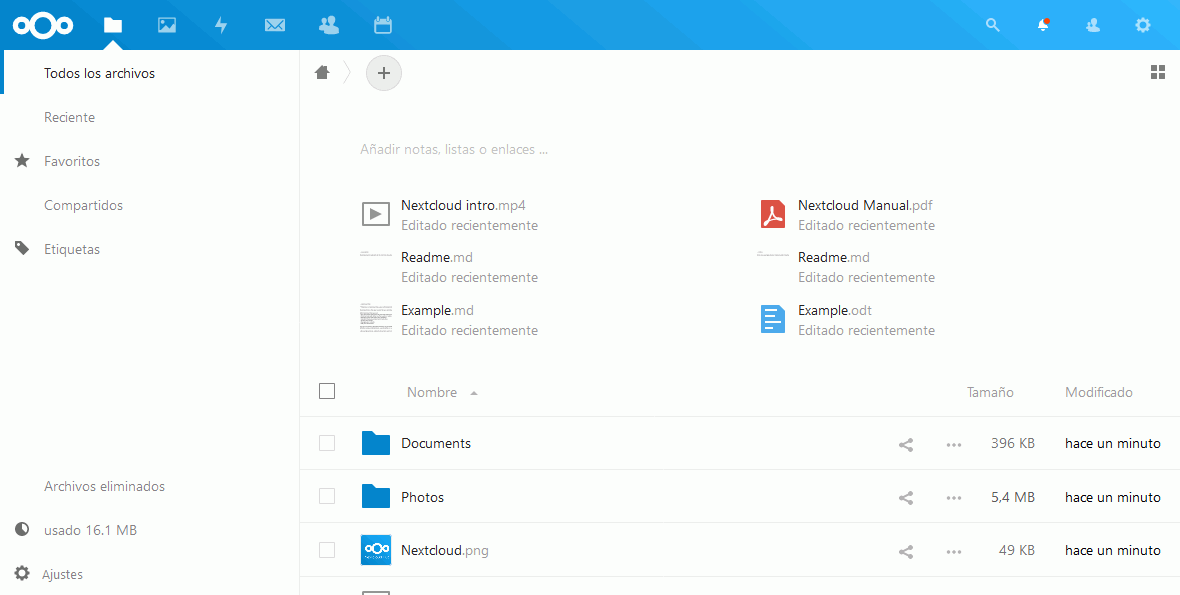 Todos los archivos
Reciente
Favoritos
Compartidos
Etiquetas
Archivos eliminados
usado 16.1 MB
Ajustes
Añadir notas, listas o enlaces ...
Nextcloud intro.mp4
Editado recientemente
Nextcloud Manual.pdf
Editado recientemente
Readme.md
Editado recientemente
Readme.md
Editado recientemente
Example.md
Editado recientemente
Example.odt
Editado recientemente
Nombre Tamaño Modificado
Documents 396 KB hace un minuto
Photos 5,4 MB hace un minuto
Nextcloud.png 49 KB hace un minuto